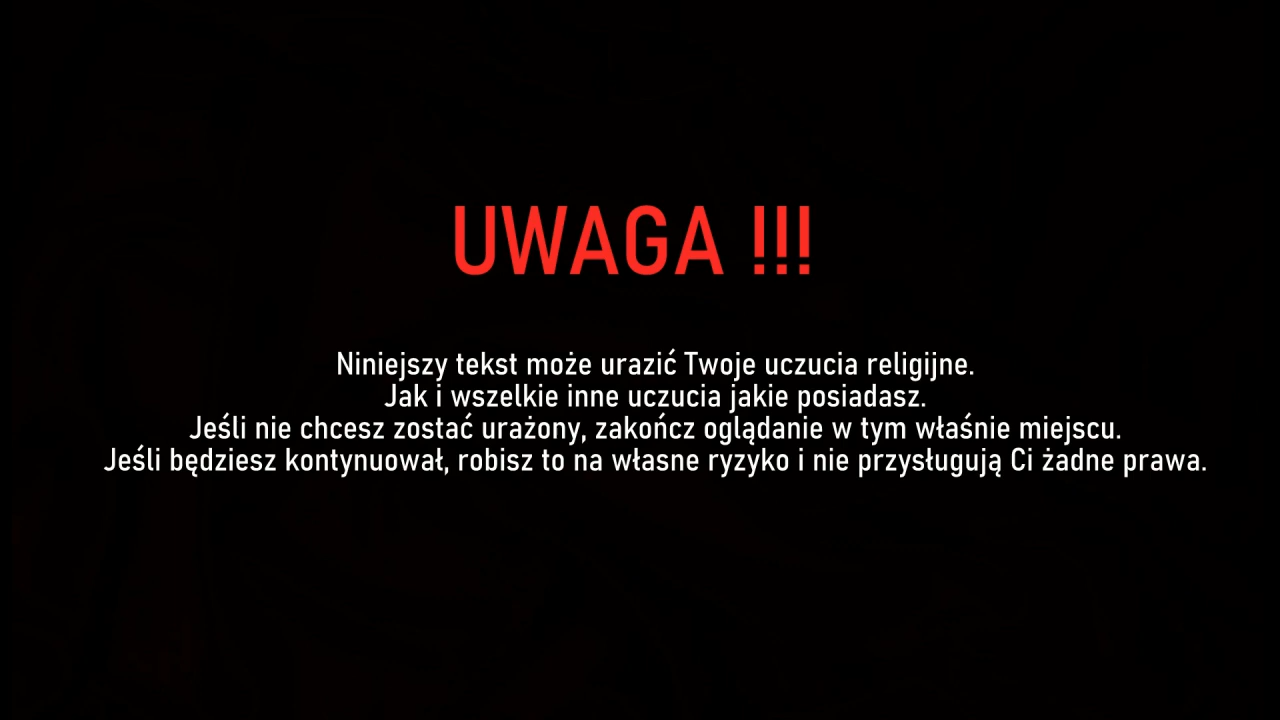 UWAGA !!!
Niniejszy tekst może urazić Twoje uczucia religijne.
Jak i wszelkie inne uczucia jakie posiadasz.
Jeśli nie chcesz zostać urażony, zakończ oglądanie w tym właśnie miejscu.
Jeśli będziesz kontynuował, robisz to na własne ryzyko i nie przysługują Ci żadne prawa.